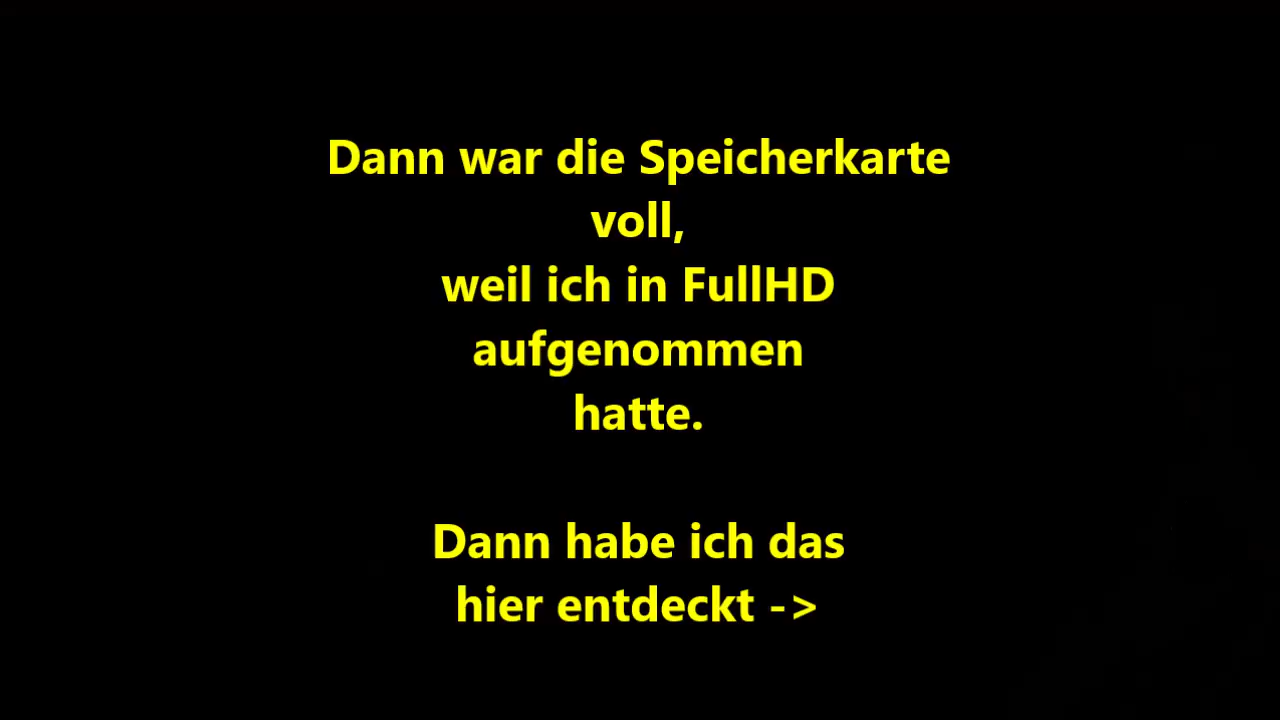 Dann war die Speicherkarte
voll,
weil ich in FullHD
aufgenommen
hatte.
Dann habe ich das
hier entdeckt ->